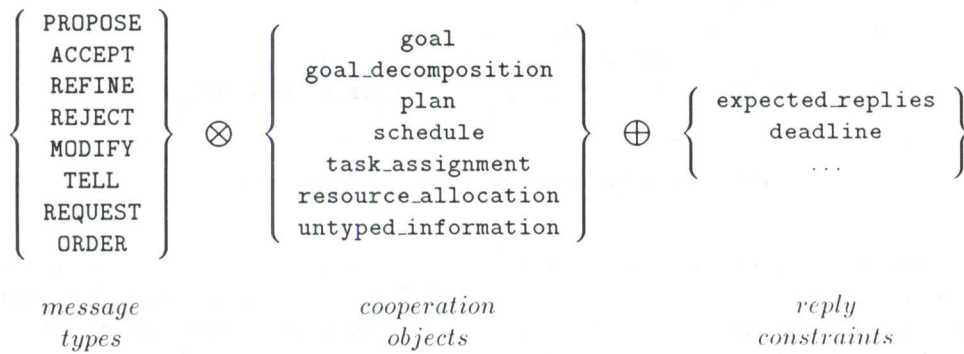 PROPOSE
ACCEPT
REFINE
REJECT
MODIFY
TELL
REQUEST
ORDER
⊗
goal
goal_decomposition
plan
schedule
task_assignment
resource_allocation
untyped_information
⊕
expected_replies
deadline
...
message
types
cooperation
objects
reply
constraints